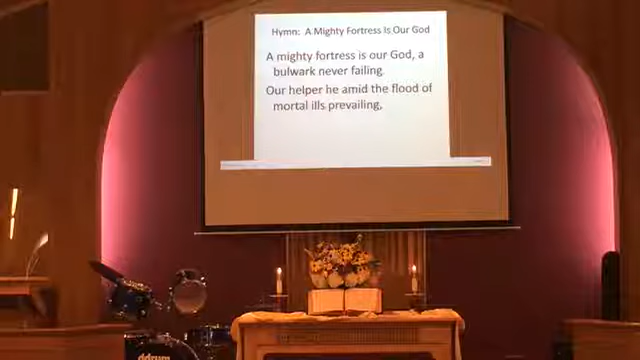 Hymn: A Mighty Fortress Is Our God
A mighty fortress is our God, a
bulwark never failing.
Our helper he amid the flood of
mortal ills prevailing,
ddrum